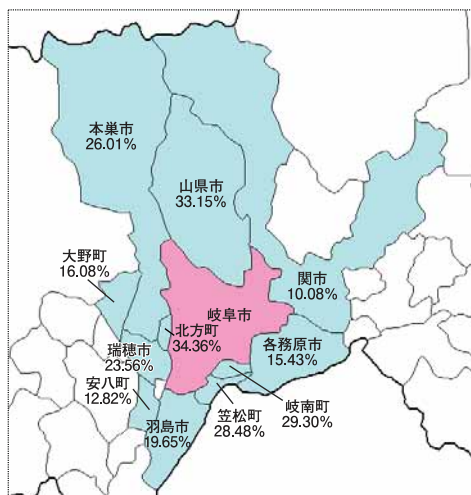 本巣市
26.01%
山県市
33.15%
大野町
16.08%
関市
10.08%
岐阜市
北方町
34.36%
各務原市
15.43%
瑞穂市
23.56%
安八町
12.82%
岐南町
29.30%
笠松町
28.48%
羽島市
19.65%